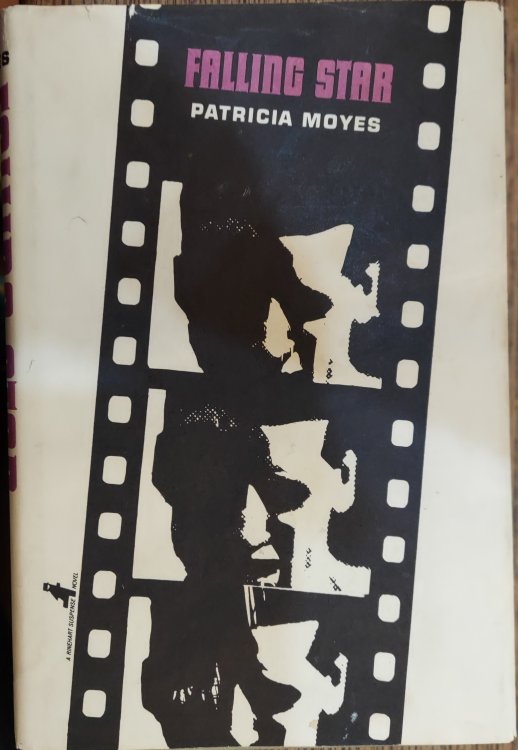 FALLING STAR
PATRICIA MOYES
A RINEHART SUSPENSE NOVEL